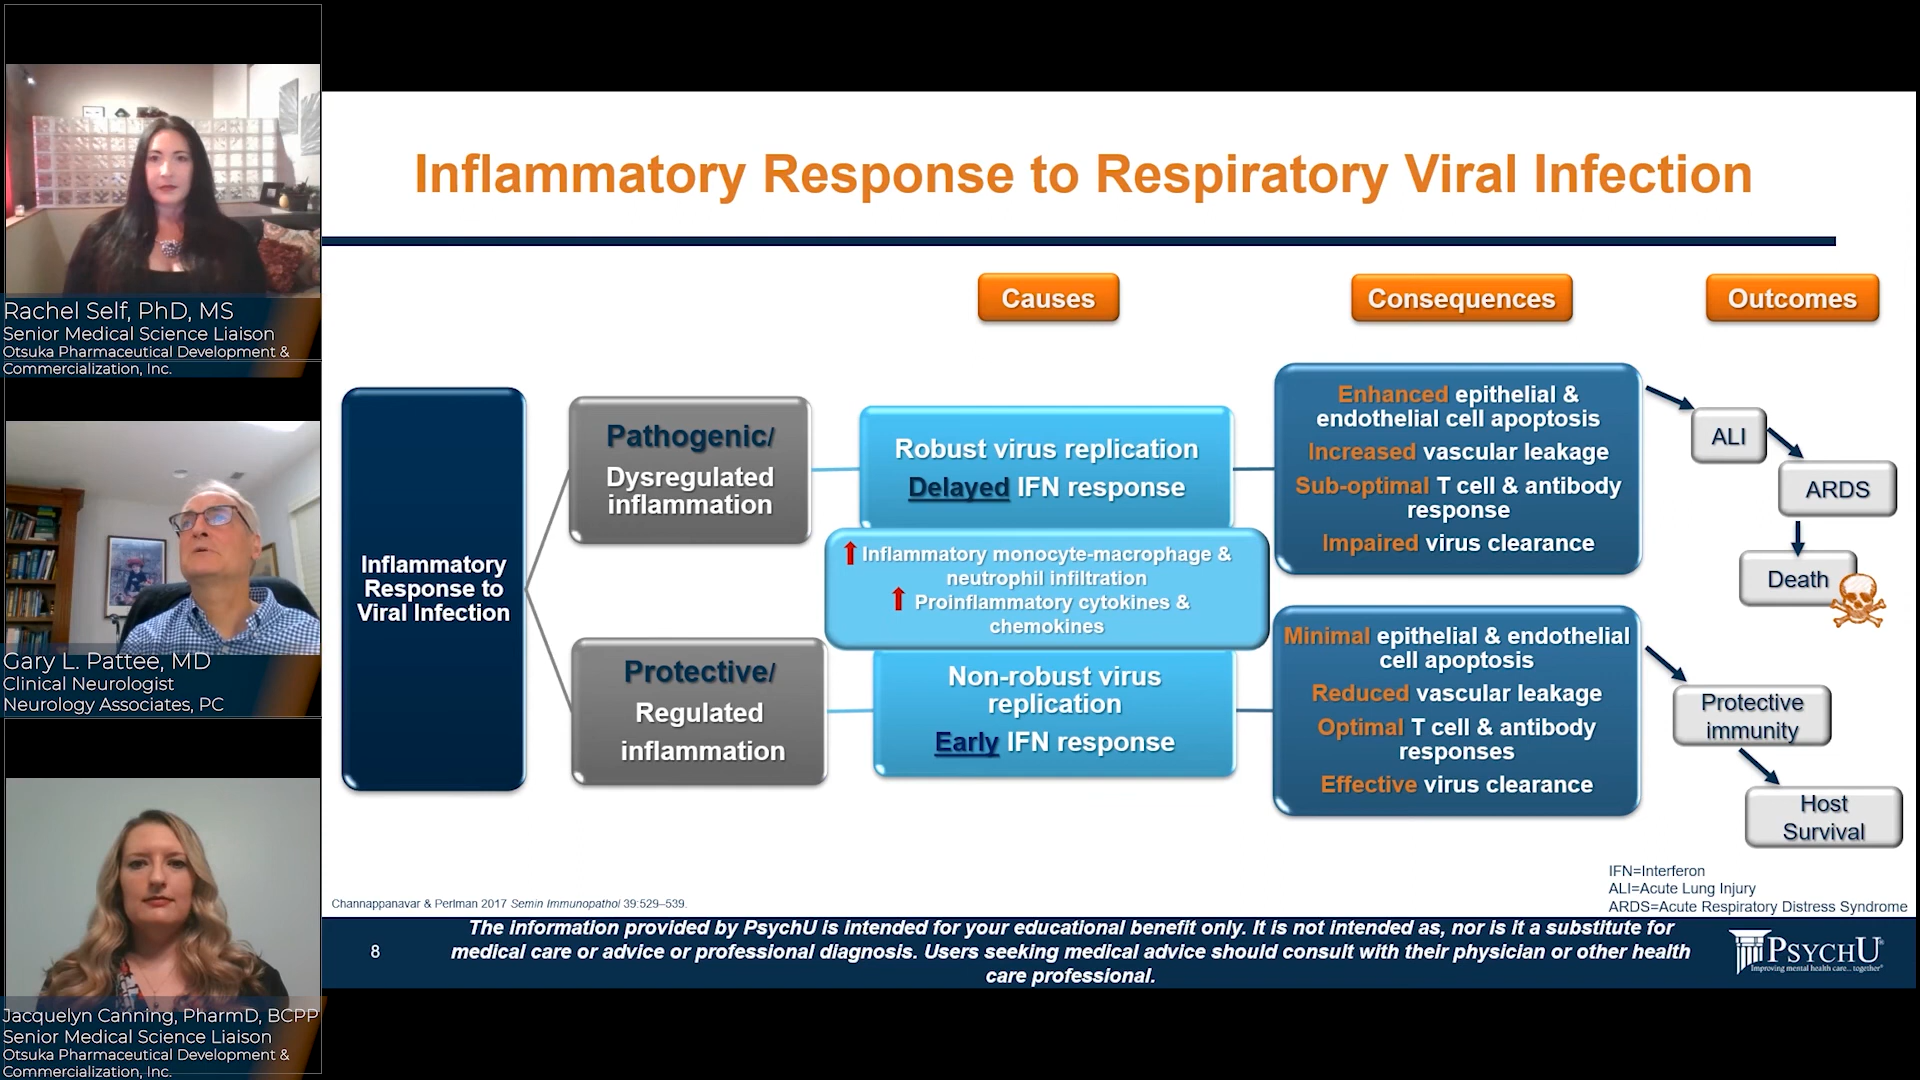 Rachel Self, PhD, MS
Senior Medical Science Liaison
Otsuka Pharmaceutical Development &
Commercialization, Inc.
Gary L. Pattee, MD
Clinical Neurologist
Neurology Associates, PC
Jacquelyn Canning, PharmD, BCPP
Senior Medical Science Liaison
Otsuka Pharmaceutical Development &
Commercialization, Inc.
Inflammatory Response to Respiratory Viral Infection
Causes
Consequences
Outcomes
Inflammatory
Response to
Viral Infection
Pathogenic/
Dysregulated
inflammation
Robust virus replication
Delayed IFN response
Enhanced epithelial &
endothelial cell apoptosis
Increased vascular leakage
Sub-optimal T cell & antibody
response
Impaired virus clearance
ALI
ARDS
Death
Inflammatory monocyte-macrophage &
neutrophil infiltration
Proinflammatory cytokines &
chemokines
Protective/
Regulated
inflammation
Non-robust virus
replication
Early IFN response
Minimal epithelial & endothelial
cell apoptosis
Reduced vascular leakage
Optimal T cell & antibody
responses
Effective virus clearance
Protective
immunity
Host
Survival
IFN=Interferon
ALI=Acute Lung Injury
ARDS=Acute Respiratory Distress Syndrome
Channappanavar & Perlman 2017 Semin Immunopathol 39:529–539.
8
The information provided by PsychU is intended for your educational benefit only. It is not intended as, nor is it a substitute for
medical care or advice or professional diagnosis. Users seeking medical advice should consult with their physician or other health
care professional.
PSYCHU®
Improving mental health care... together®